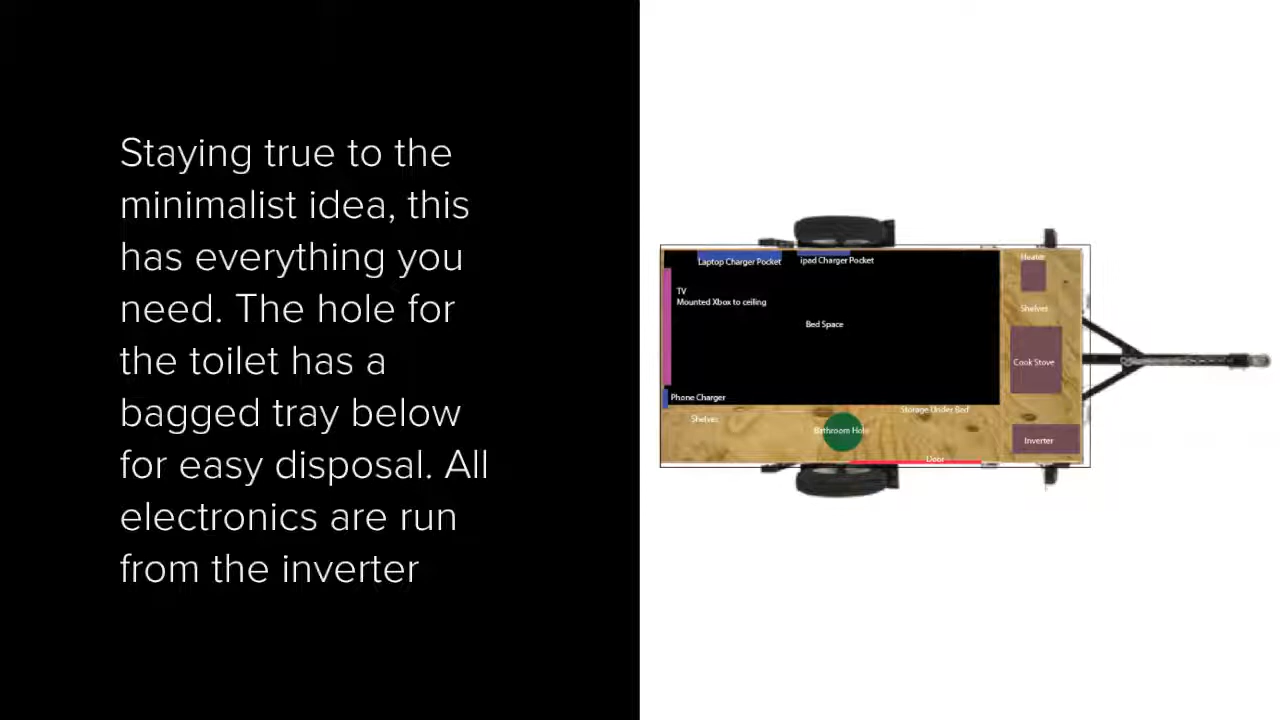 Staying true to the
minimalist idea, this
has everything you
need. The hole for
the toilet has a
bagged tray below
for easy disposal. All
electronics are run
from the inverter
Laptop Charger Pocket
ipad Charger Pocket
Heater
TV
Mounted Xbox to ceiling
Shelves
Bed Space
Cook Stove
Phone Charger
Storage Under Bed
Shelves
Bathroom Hole
Inverter
Door